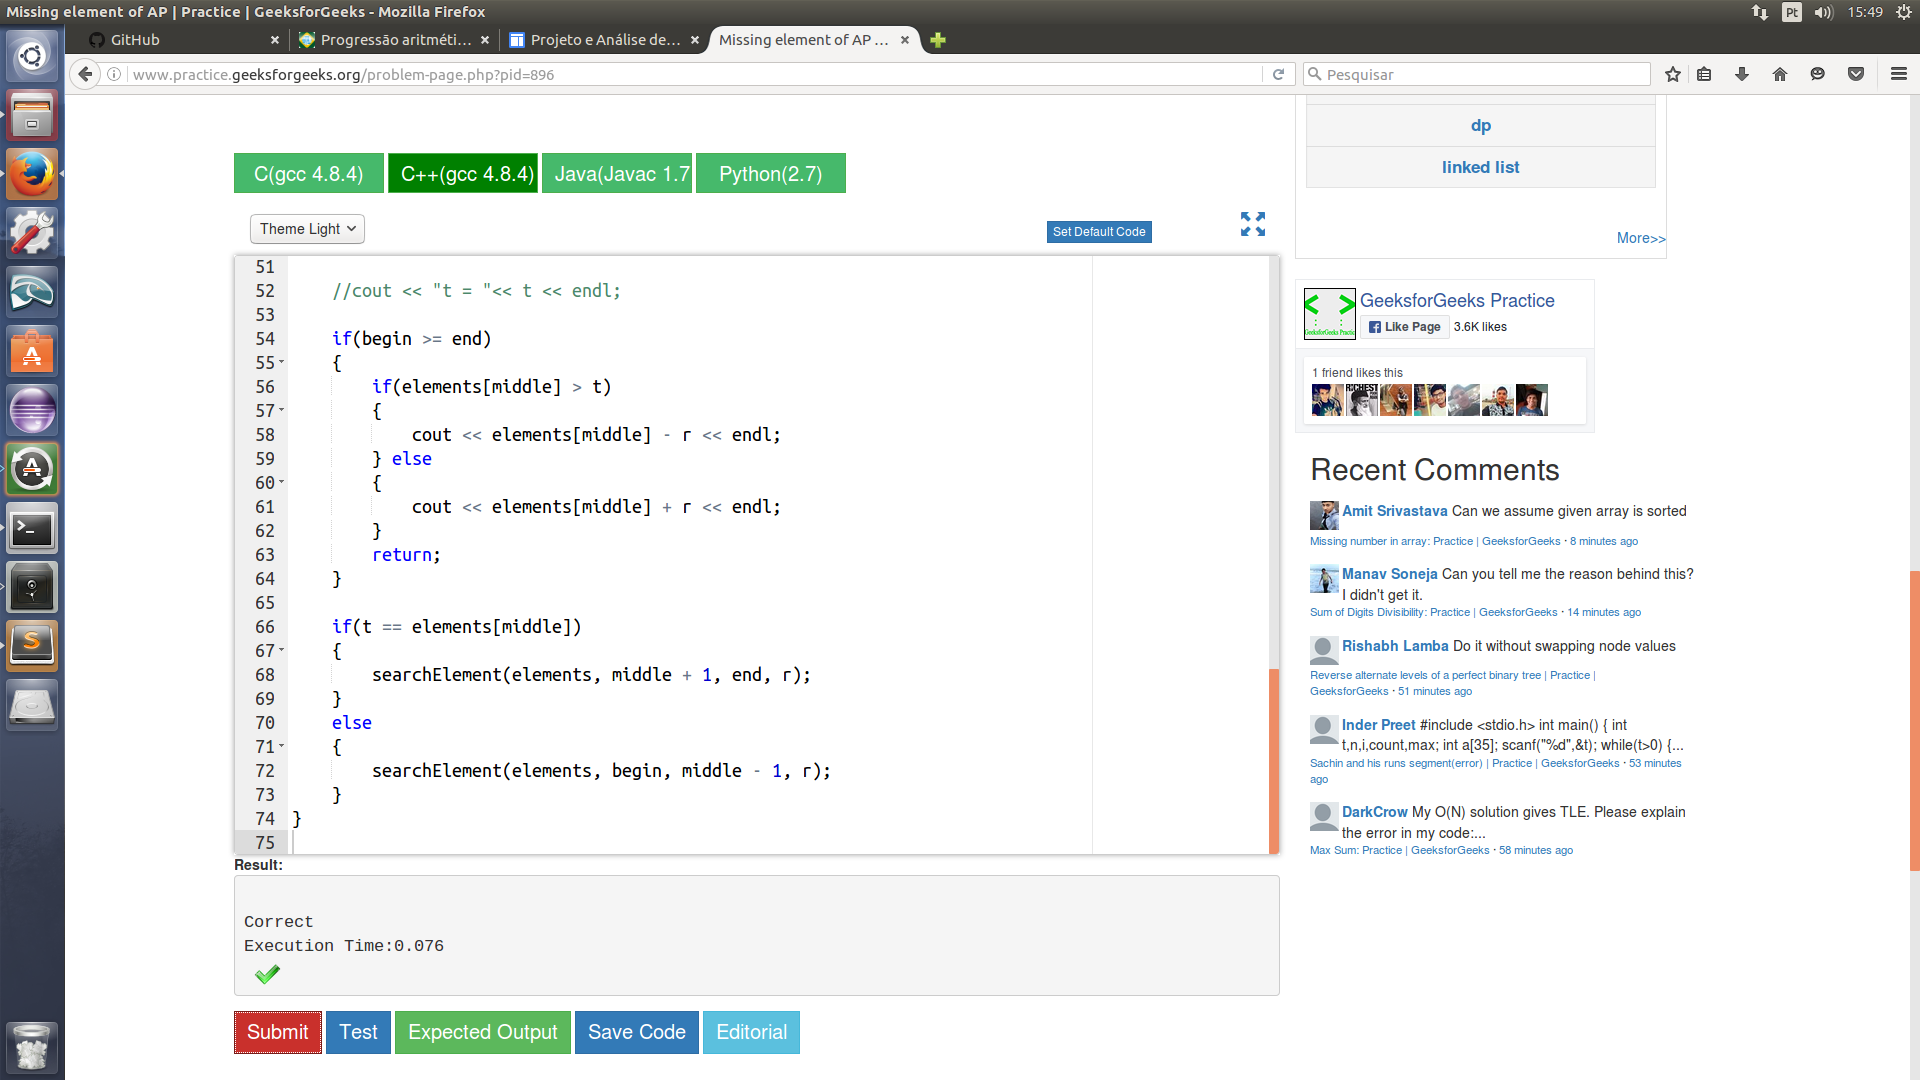 Missing element of AP | Practice | GeeksforGeeks - Mozilla Firefox
Pt
15:49
GitHub
Progressão aritméti...
Projeto e Análise de...
Missing element of AP ...
www.practice.geeksforgeeks.org/problem-page.php?pid=896
Pesquisar
C(gcc 4.8.4)
C++(gcc 4.8.4)
Java(Javac 1.7
Python(2.7)
Theme Light
Set Default Code
51
52 //cout << "t = "<< t << endl;
53
54 if(begin >= end)
55 {
56 if(elements[middle] > t)
57 {
58 cout << elements[middle] - r << endl;
59 } else
60 {
61 cout << elements[middle] + r << endl;
62 }
63 return;
64 }
65
66 if(t == elements[middle])
67 {
68 searchElement(elements, middle + 1, end, r);
69 }
70 else
71 {
72 searchElement(elements, begin, middle - 1, r);
73 }
74 }
75
Result:
Correct
Execution Time:0.076
Submit
Test
Expected Output
Save Code
Editorial
dp
linked list
More>>
GeeksforGeeks Practice
Like Page
3.6K likes
1 friend likes this
Recent Comments
Amit Srivastava Can we assume given array is sorted
Missing number in array: Practice | GeeksforGeeks · 8 minutes ago
Manav Soneja Can you tell me the reason behind this?
I didn't get it.
Sum of Digits Divisibility: Practice | GeeksforGeeks · 14 minutes ago
Rishabh Lamba Do it without swapping node values
Reverse alternate levels of a perfect binary tree | Practice |
GeeksforGeeks · 51 minutes ago
Inder Preet #include <stdio.h> int main() { int
t,n,i,count,max; int a[35]; scanf("%d",&t); while(t>0) {...
Sachin and his runs segment(error) | Practice | GeeksforGeeks · 53 minutes
ago
DarkCrow My O(N) solution gives TLE. Please explain
the error in my code:...
Max Sum: Practice | GeeksforGeeks · 58 minutes ago